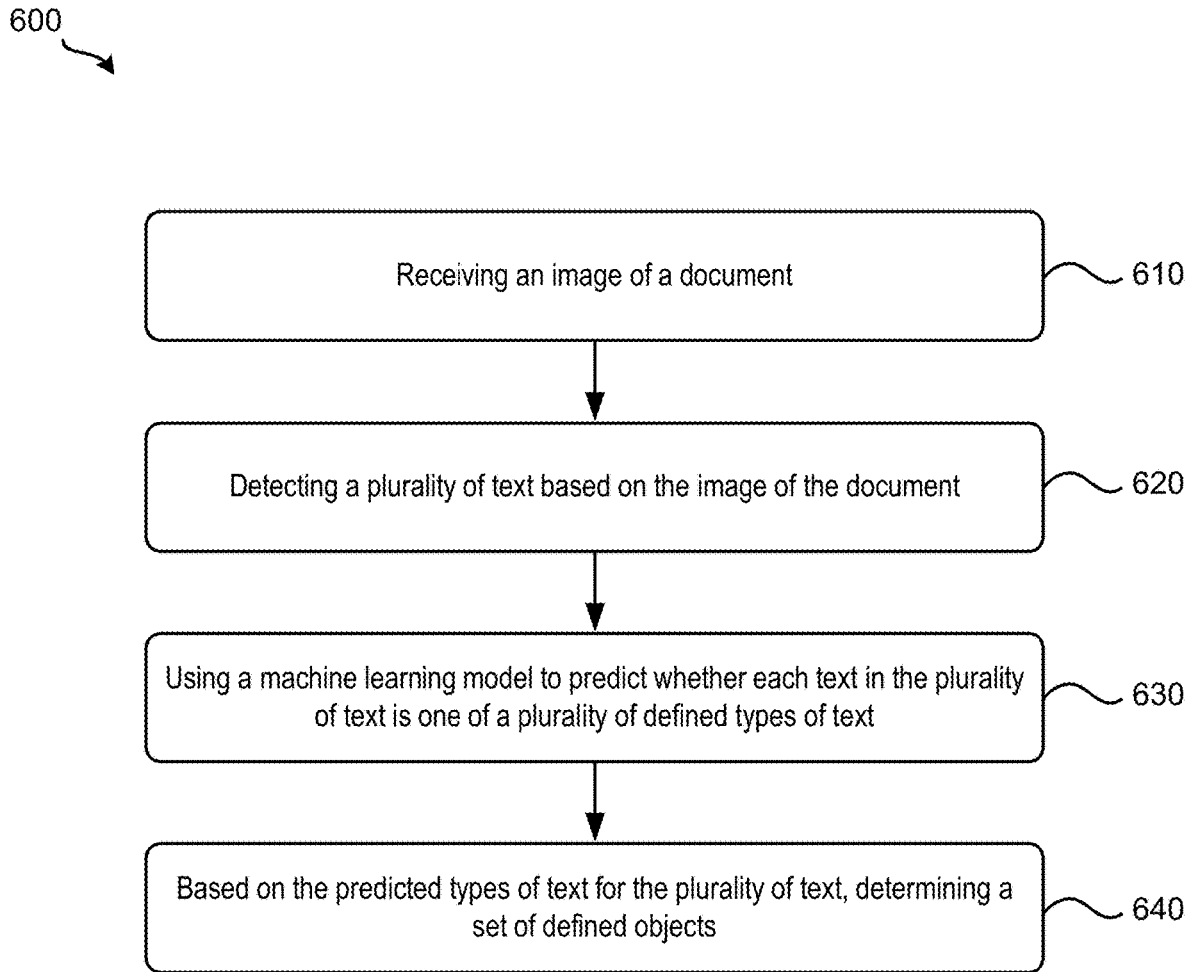 600
Receiving an image of a document
610
Detecting a plurality of text based on the image of the document
620
Using a machine learning model to predict whether each text in the plurality
of text is one of a plurality of defined types of text
630
Based on the predicted types of text for the plurality of text, determining a
set of defined objects
640